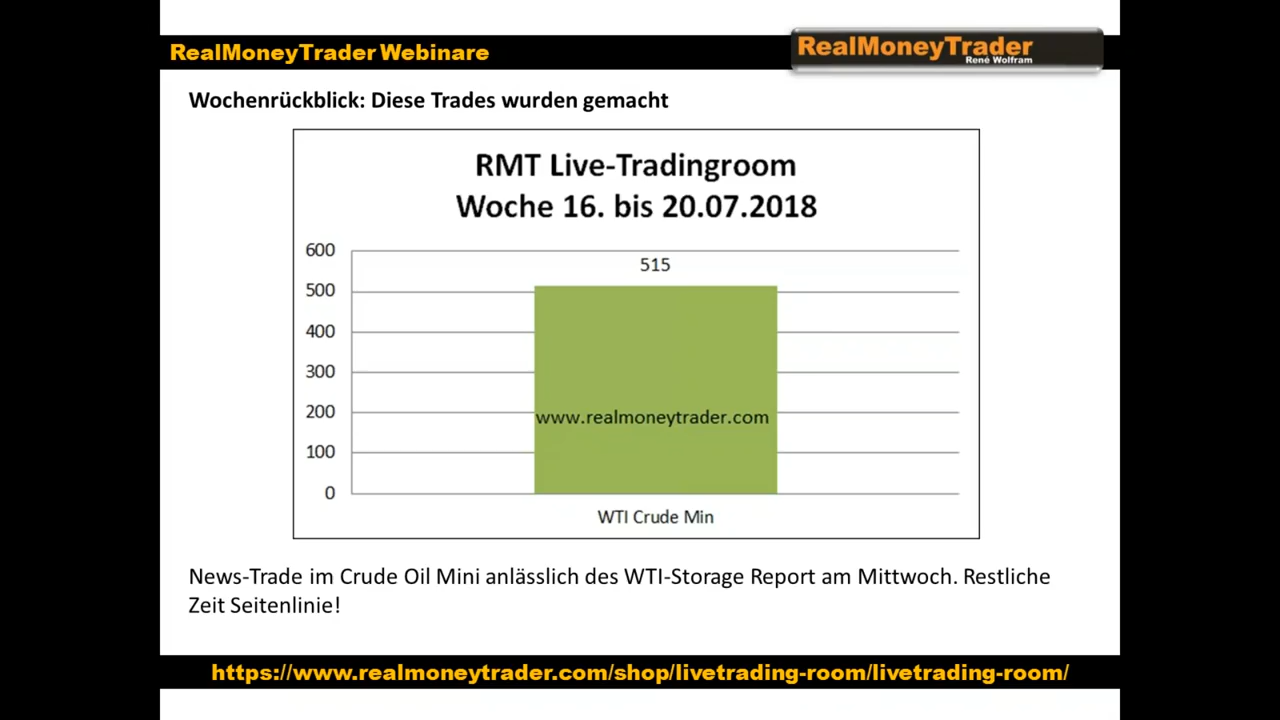 RealMoneyTrader Webinare
RealMoneyTrader
René Wolfram
Wochenrückblick: Diese Trades wurden gemacht
RMT Live-Tradingroom
Woche 16. bis 20.07.2018
600
515
500
400
300
200
www.realmoneytrader.com
100
0
WTI Crude Min
News-Trade im Crude Oil Mini anlässlich des WTI-Storage Report am Mittwoch. Restliche
Zeit Seitenlinie!
https://www.realmoneytrader.com/shop/livetrading-room/livetrading-room/